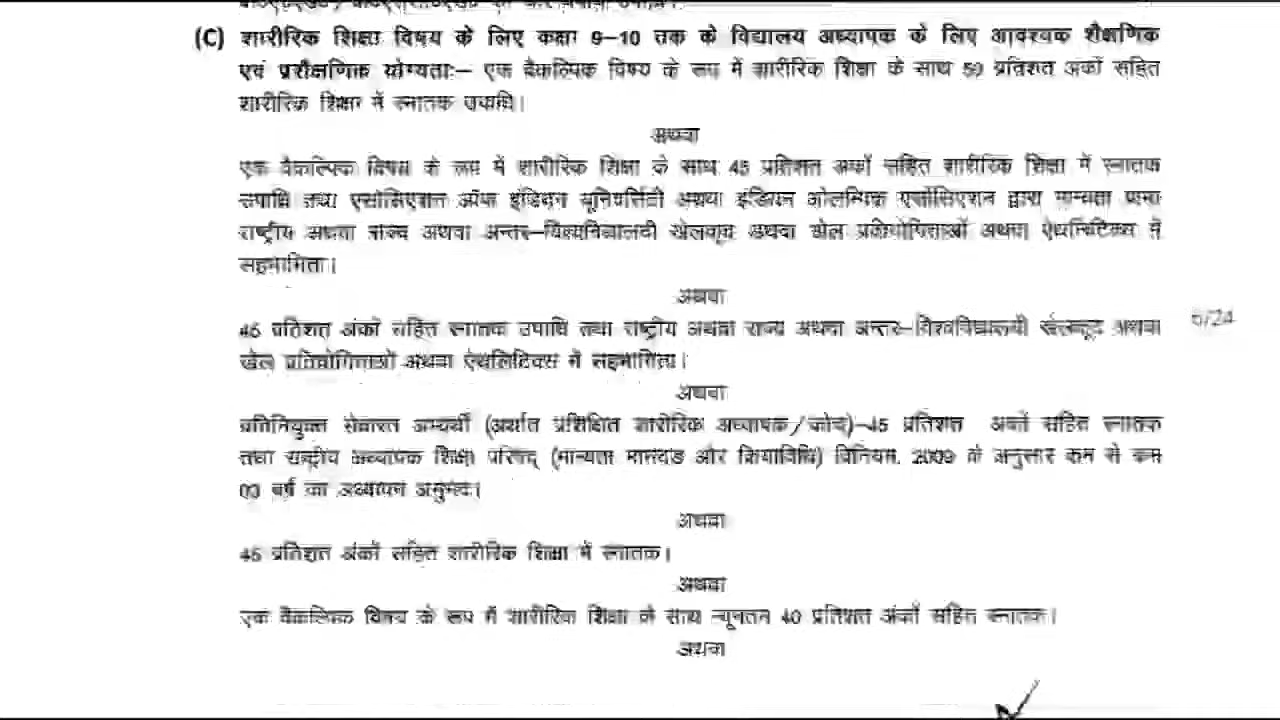 (C) शारीरिक शिक्षा विषय के लिए कक्षा 9–10 तक के विद्यालय अध्यापक के लिए आवश्यक शैक्षणिक
एवं प्रशैक्षणिक योग्यताः– एक वैकल्पिक विषय के रूप में शारीरिक शिक्षा के साथ 50 प्रतिशत अंकों सहित
शारीरिक शिक्षा में स्नातक उपाधि।
अथवा
एक वैकल्पिक विषय के रूप में शारीरिक शिक्षा के साथ 45 प्रतिशत अंकों सहित शारीरिक शिक्षा में स्नातक
उपाधि तथा एसोसिएशन ऑफ इंडियन यूनिवर्सिटी अथवा इंडियन ओलम्पिक एसोसिएशन द्वारा मान्यता प्राप्त
राष्ट्रीय अथवा राज्य अथवा अन्तर–विश्वविद्यालयी खेलकूद अथवा खेल प्रतियोगिताओं अथवा ऐथलिटिक्स में
सहभागिता।
अथवा
45 प्रतिशत अंकों सहित स्नातक उपाधि तथा राष्ट्रीय अथवा राज्य अथवा अन्तर–विश्वविद्यालयी खेलकूद अथवा
खेल प्रतियोगिताओं अथवा ऐथलिटिक्स में सहभागिता।
6/24
अथवा
प्रतिनियुक्त सेवारत अभ्यर्थी (अर्थात प्रशिक्षित शारीरिक अध्यापक/कोच)–45 प्रतिशत अंकों सहित स्नातक
तथा राष्ट्रीय अध्यापक शिक्षा परिषद् (मान्यता मानदंड और क्रियाविधि) विनियम, 2009 के अनुसार कम से कम
03 वर्ष का अध्यापन अनुभव।
अथवा
45 प्रतिशत अंकों सहित शारीरिक शिक्षा में स्नातक।
अथवा
एक वैकल्पिक विषय के रूप में शारीरिक शिक्षा के साथ न्यूनतम 40 प्रतिशत अंकों सहित स्नातक।
अथवा